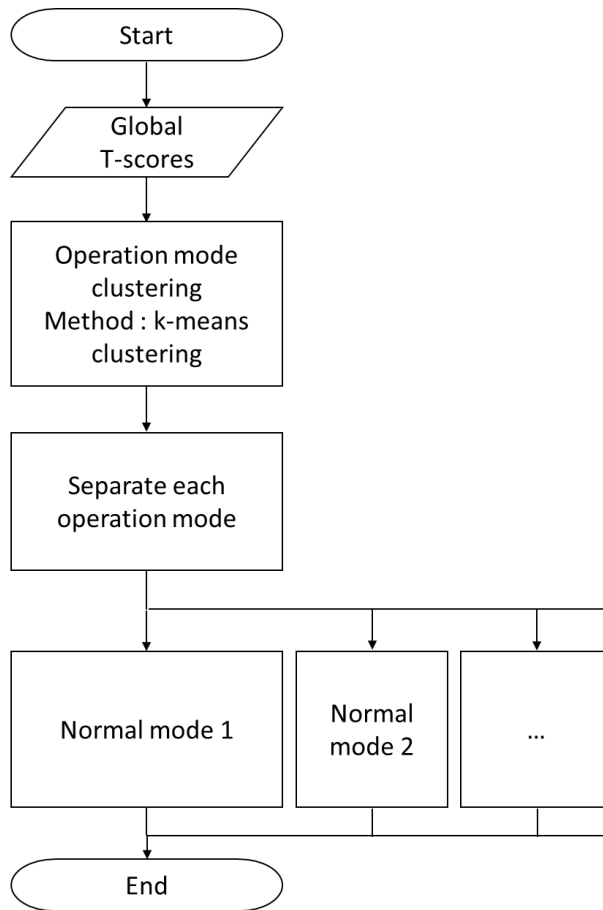 Start
Global
T-scores
Operation mode
clustering
Method : k-means
clustering
Separate each
operation mode
Normal mode 1
Normal
mode 2
...
End